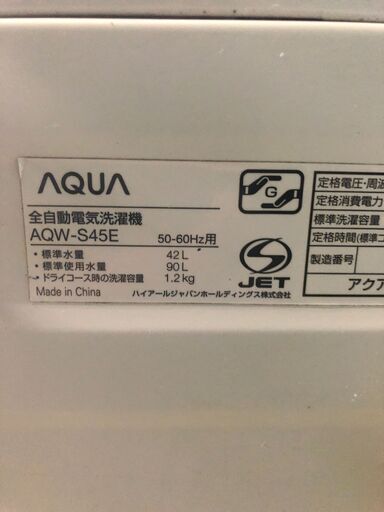 AQUA
全自動電気洗濯機
AQW-S45E 50-60Hz用
・標準水量 42L
・標準使用水量 90L
・ドライコース時の洗濯容量 1.2kg
Made in China ハイアールジャパンホールディングス株式会社
G
S
JET
定格電圧・周波
定格消費電力
標準洗濯容量
定格時間(標準コ
製造番号
アクア